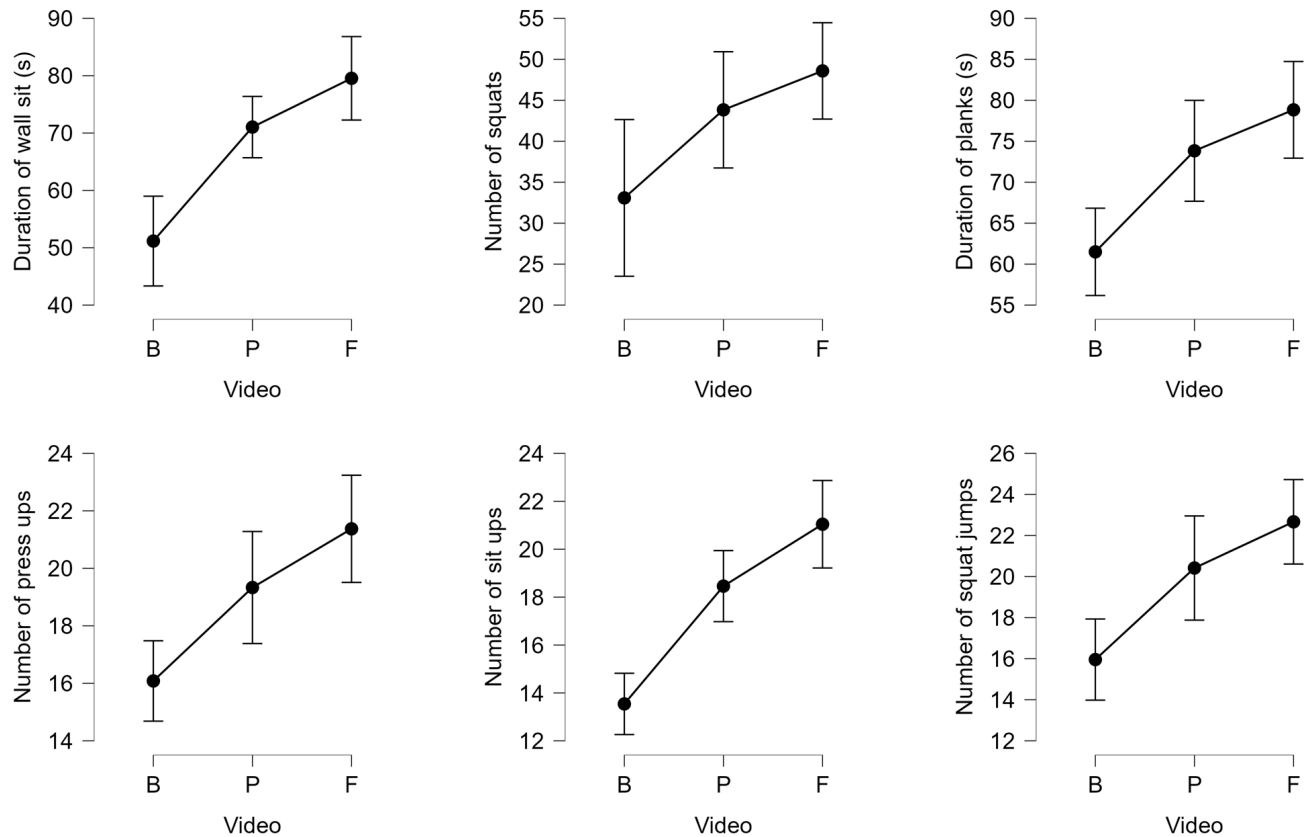 Duration of wall sit (s)
90
80
70
60
50
40
B P F
Video
Number of squats
55
50
45
40
35
30
25
20
B P F
Video
Duration of planks (s)
90
85
80
75
70
65
60
55
B P F
Video
Number of press ups
24
22
20
18
16
14
B P F
Video
Number of sit ups
24
22
20
18
16
14
12
B P F
Video
Number of squat jumps
26
24
22
20
18
16
14
12
B P F
Video